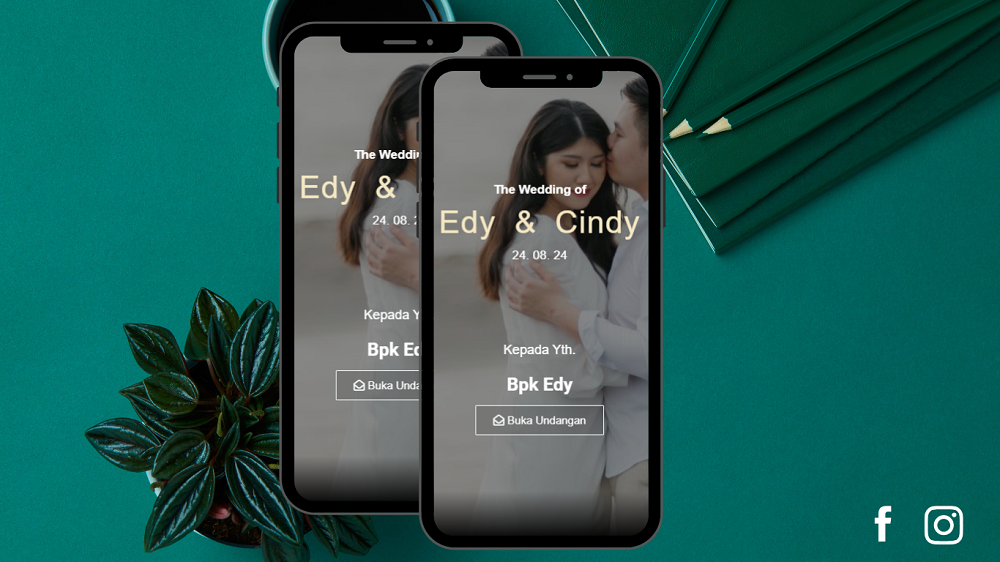 The Weddin
Edy &
24. 08. 2
Kepada Y
Bpk Ed
Buka Unda
The Wedding of
Edy & Cindy
24. 08. 24
Kepada Yth.
Bpk Edy
Buka Undangan